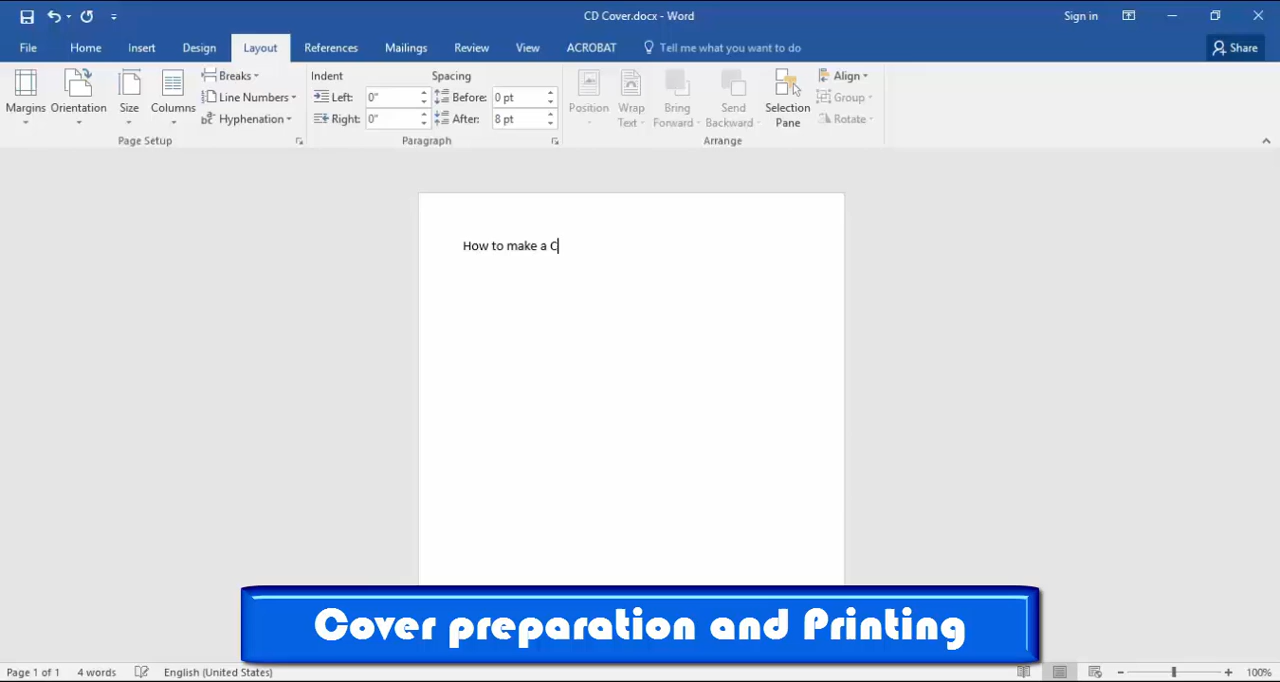 CD Cover.docx - Word
Sign in
File Home Insert Design Layout References Mailings Review View ACROBAT Tell me what you want to do Share
Margins
Orientation
Size
Columns
Breaks
Line Numbers
Hyphenation
Page Setup
Indent
Left: 0"
Right: 0"
Spacing
Before: 0 pt
After: 8 pt
Paragraph
Position
Wrap
Text
Bring
Forward
Send
Backward
Selection
Pane
Align
Group
Rotate
Arrange
How to make a C
Cover preparation and Printing
Page 1 of 1 4 words English (United States) 100%